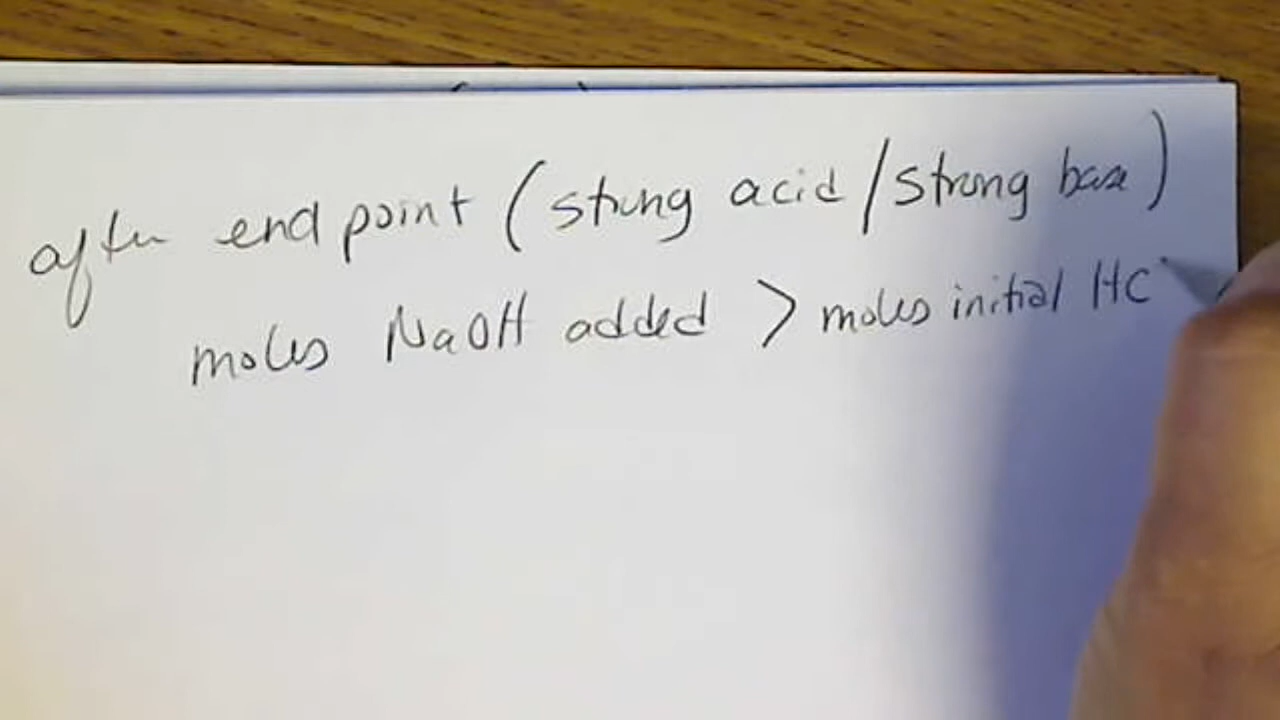 after end point (strong acid/strong base)
moles NaOH added > moles initial HC